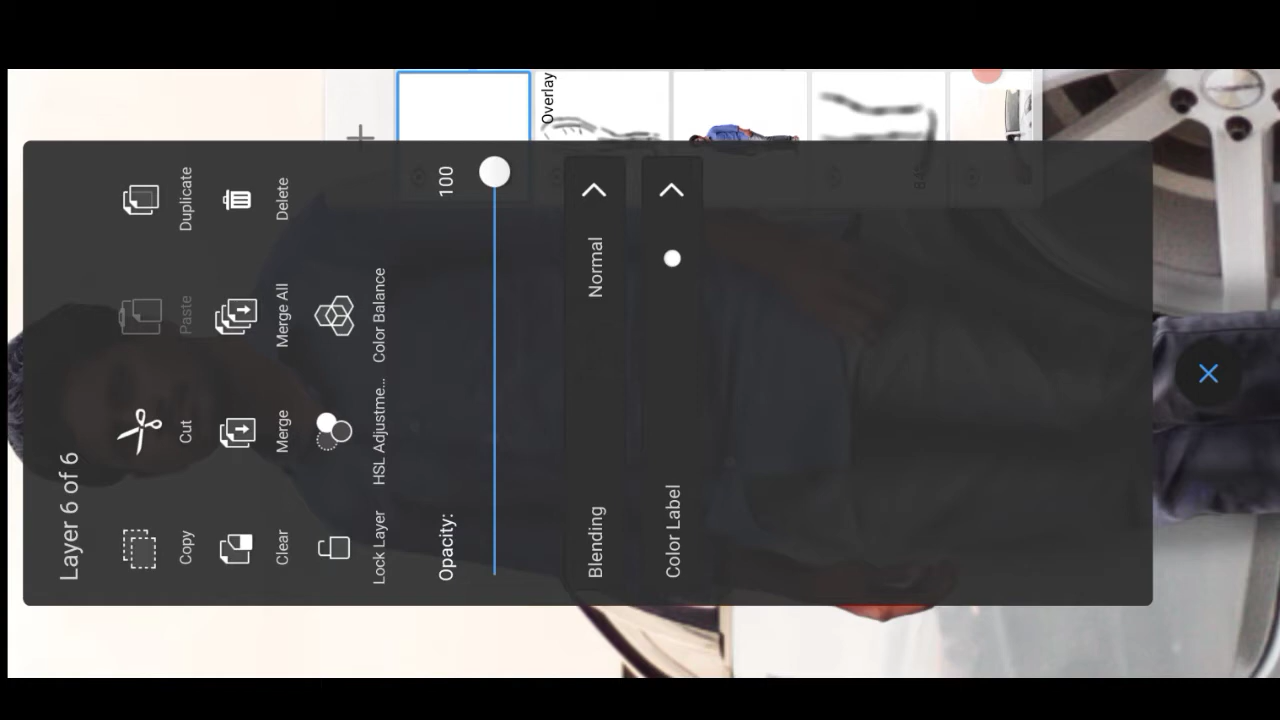 Layer 6 of 6
Copy
Cut
Paste
Duplicate
Clear
Merge
Merge All
Delete
Lock Layer
HSL Adjustme...
Color Balance
Opacity:
100
Blending
Normal
Color Label
Overlay